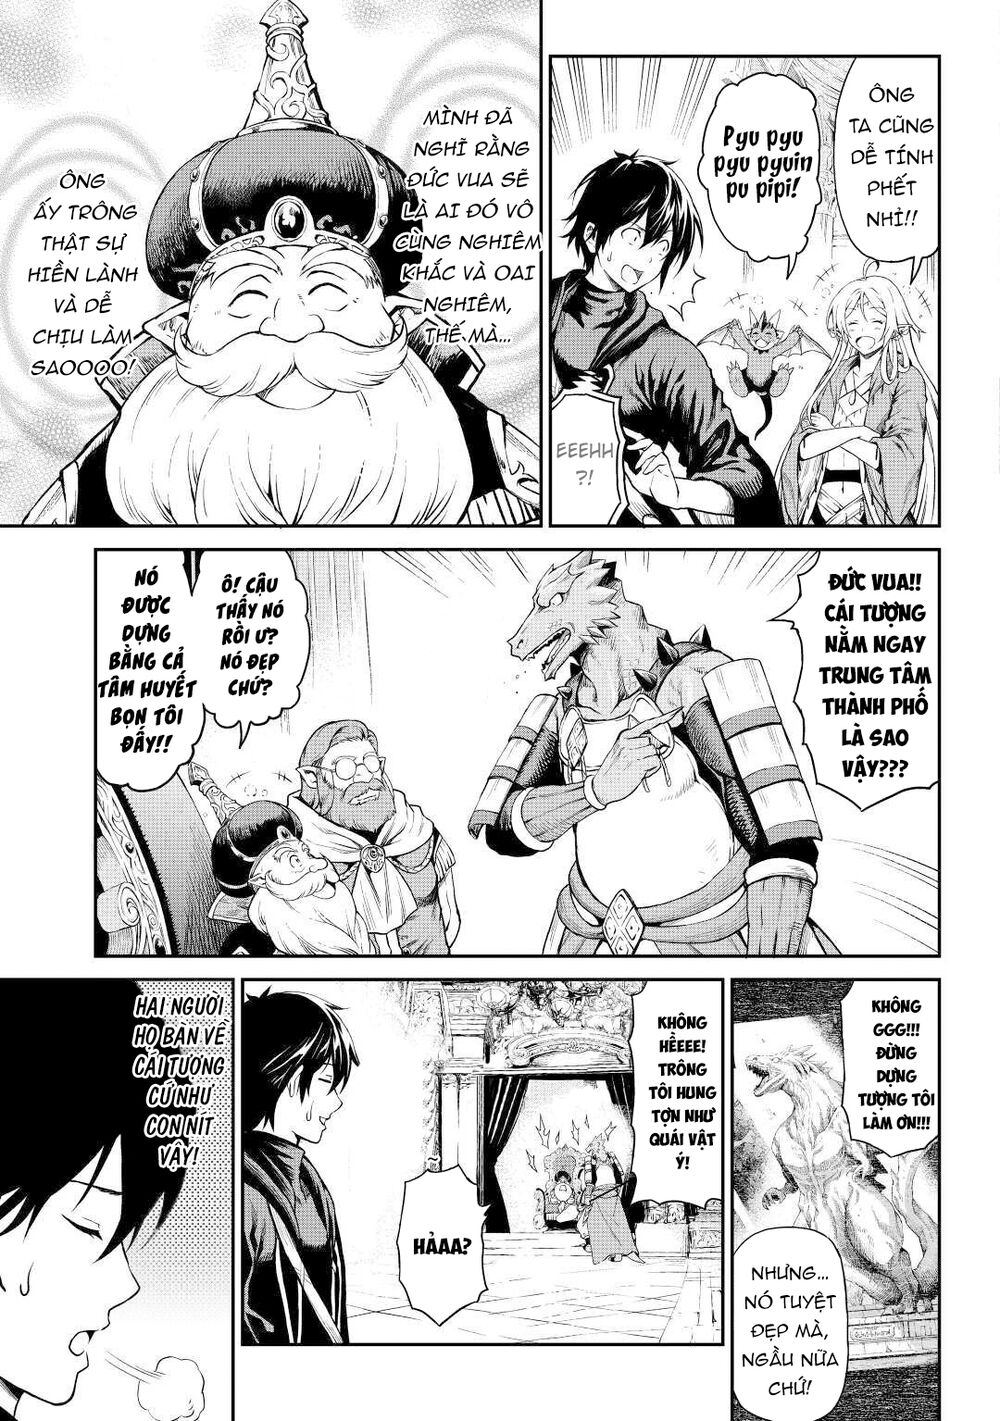 ÔNG
TA CŨNG
DỄ TÍNH
PHẾT
NHỈ!!
Pyu pyu
pyu pyuin
pu pipi!
EEEHH
?!
MÌNH ĐÃ
NGHĨ RẰNG
ĐỨC VUA SẼ
LÀ AI ĐÓ VÔ
CÙNG NGHIÊM
KHẮC VÀ OAI
NGHIÊM,
THẾ MÀ...
ÔNG
ẤY TRÔNG
THẬT SỰ
HIỀN LÀNH
VÀ DỄ
CHỊU LÀM
SAOOOO!
ĐỨC VUA!!
CÁI TƯỢNG
NẰM NGAY
TRUNG TÂM
THÀNH PHỐ
LÀ SAO
VẬY???
Ô! CẬU
THẤY NÓ
RỒI Ư?
NÓ ĐẸP
CHỨ?
NÓ
ĐƯỢC
DỰNG
BẰNG CẢ
TÂM HUYẾT
BỌN TÔI
ĐẤY!!
KHÔNG
GGG!!!
ĐỪNG
DỰNG
TƯỢNG TÔI
LÀM ƠN!!!
NHƯNG...
NÓ TUYỆT
ĐẸP MÀ,
NGẦU NỮA
CHỨ!
KHÔNG
HỀEEE!
TRÔNG
TÔI HUNG
TỢN NHƯ
QUÁI VẬT
Ý!
HẢAA?
HAI NGƯỜI
HỌ BÀN VỀ
CÁI TƯỢNG
CỨ NHƯ
CON NÍT
VẬY!